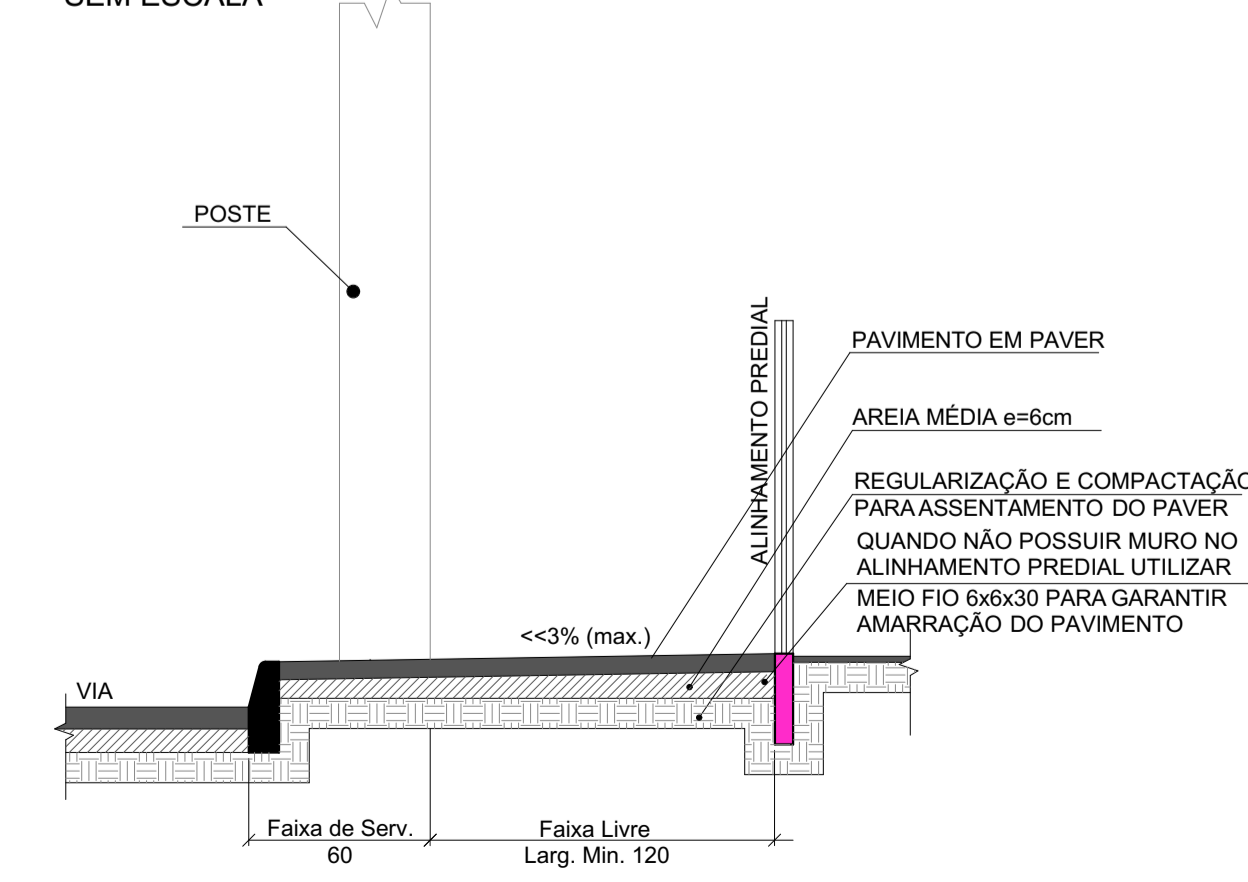 SEM ESCALA
POSTE
ALINHAMENTO PREDIAL
PAVIMENTO EM PAVER
AREIA MÉDIA e=6cm
REGULARIZAÇÃO E COMPACTAÇÃO
PARA ASSENTAMENTO DO PAVER
QUANDO NÃO POSSUIR MURO NO
ALINHAMENTO PREDIAL UTILIZAR
MEIO FIO 6x6x30 PARA GARANTIR
AMARRAÇÃO DO PAVIMENTO
<<3% (max.)
VIA
Faixa de Serv.
60
Faixa Livre
Larg. Min. 120